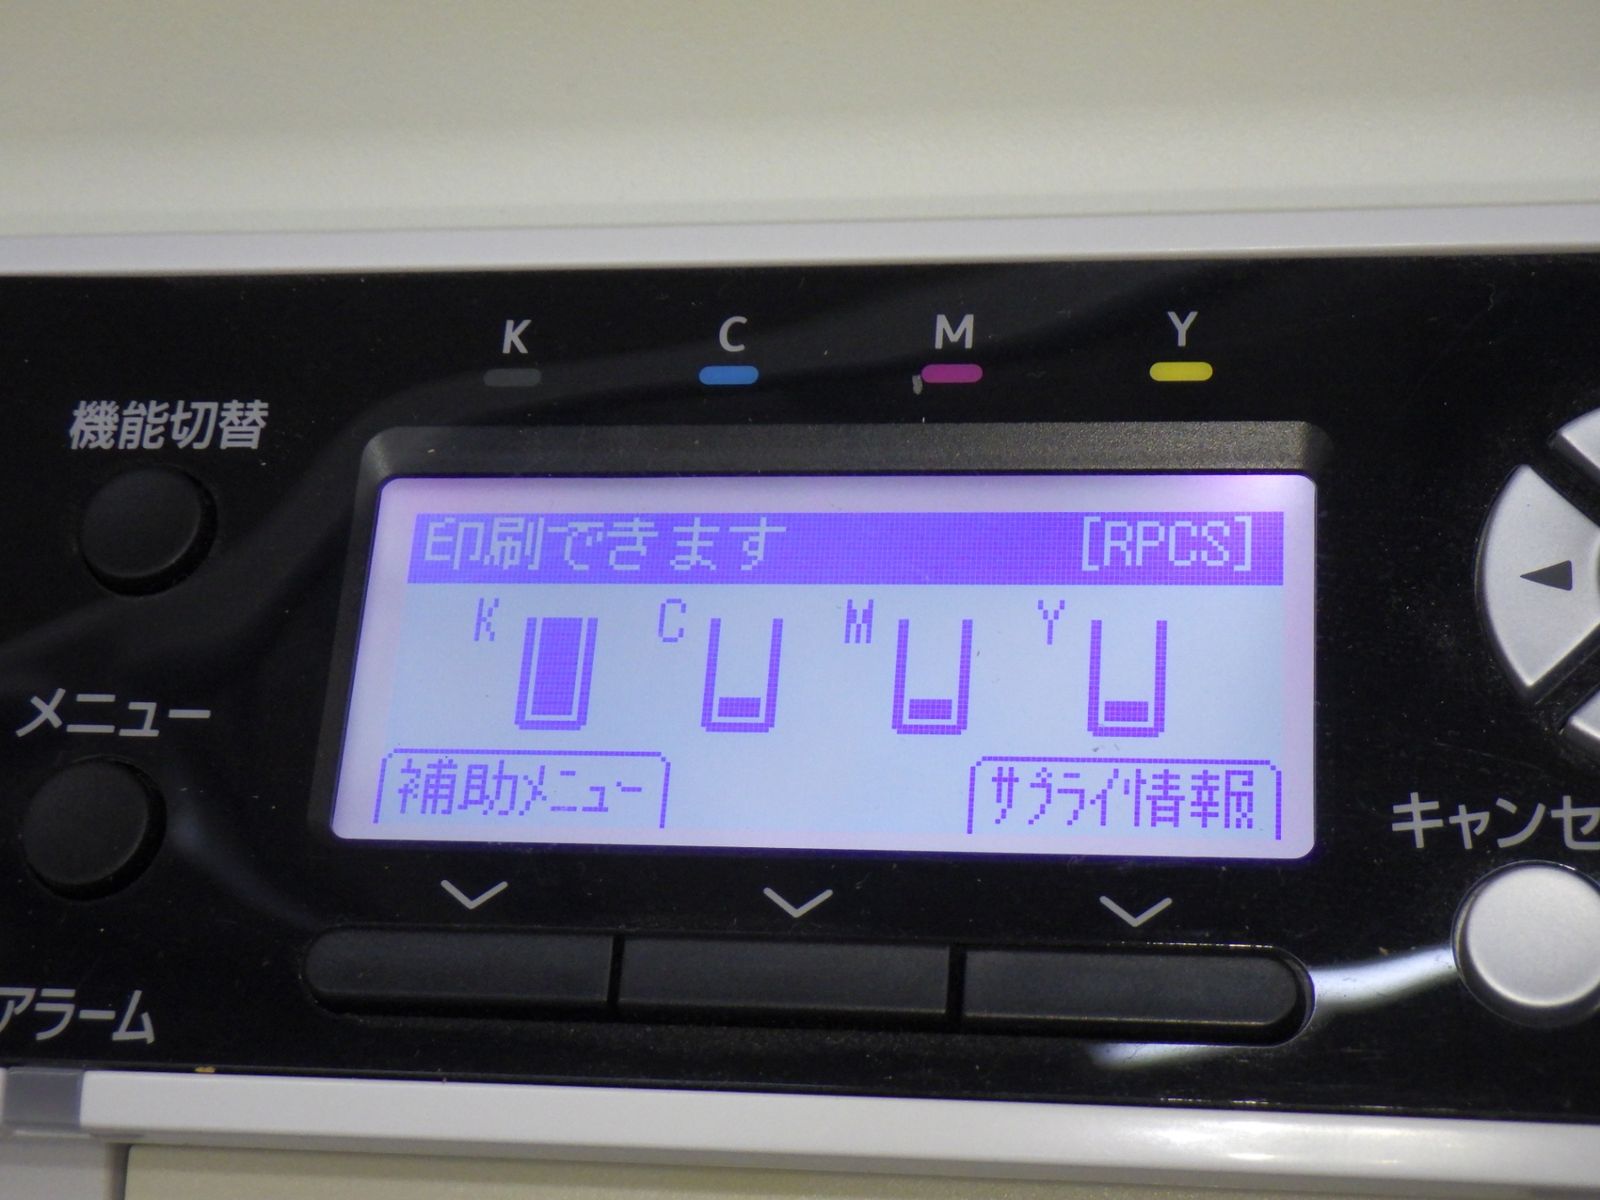 K C M Y
機能切替
印刷できます [RPCS]
K C M Y
メニュー
補助メニュー サプライ情報
キャンセ
アラーム